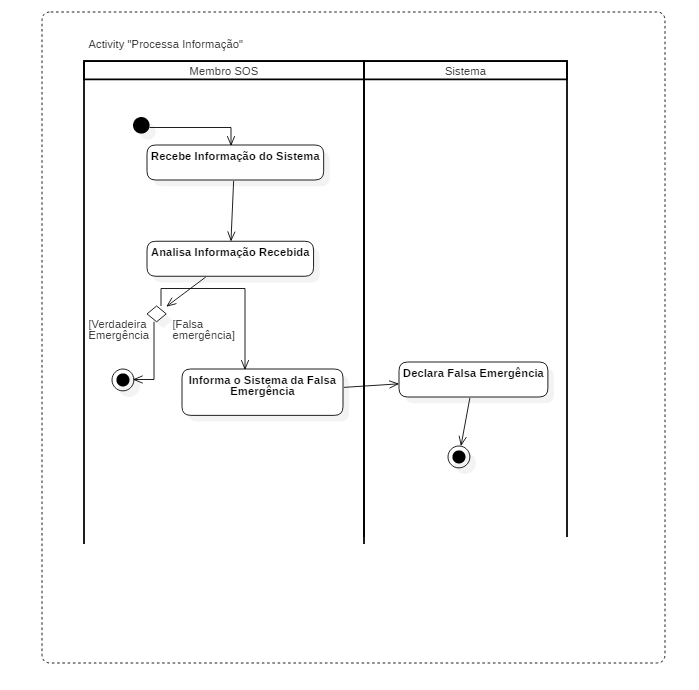 Activity "Processa Informação"
Membro SOS
Sistema
Recebe Informação do Sistema
Analisa Informação Recebida
[Verdadeira
Emergência
[Falsa
emergência]
Informa o Sistema da Falsa
Emergência
Declara Falsa Emergência